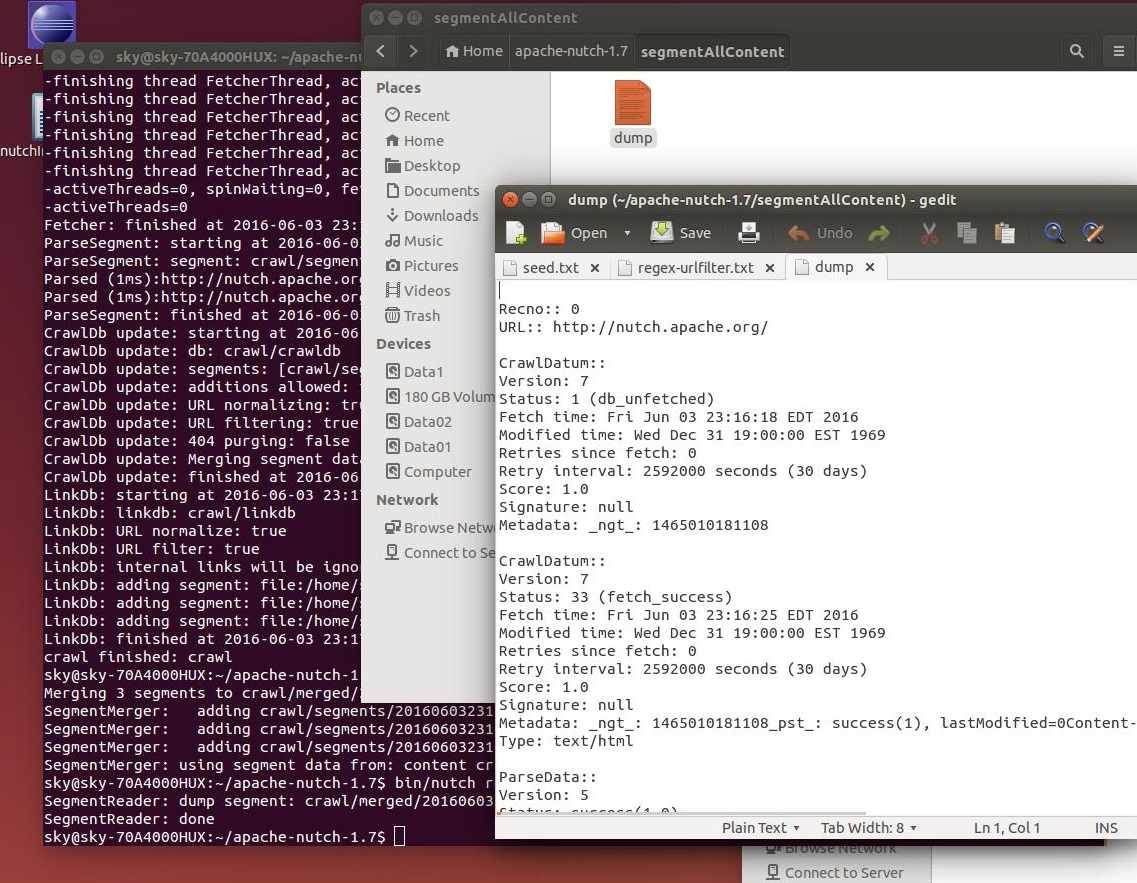 lipse L
nutchI
sky@sky-70A4000HUX: ~/apache-nu
-finishing thread FetcherThread, act
-finishing thread FetcherThread, act
-finishing thread FetcherThread, act
-finishing thread FetcherThread, act
-finishing thread FetcherThread, act
-finishing thread FetcherThread, act
-activeThreads=0, spinWaiting=0, fe
-activeThreads=0
Fetcher: finished at 2016-06-03 23:
ParseSegment: starting at 2016-06-0
ParseSegment: segment: crawl/segmen
Parsed (1ms):http://nutch.apache.or
Parsed (1ms):http://nutch.apache.or
ParseSegment: finished at 2016-06-0
CrawlDb update: starting at 2016-06
CrawlDb update: db: crawl/crawldb
CrawlDb update: segments: [crawl/se
CrawlDb update: additions allowed:
CrawlDb update: URL normalizing: tru
CrawlDb update: URL filtering: true
CrawlDb update: 404 purging: false
CrawlDb update: Merging segment data
CrawlDb update: finished at 2016-06
LinkDb: starting at 2016-06-03 23:17
LinkDb: linkdb: crawl/linkdb
LinkDb: URL normalize: true
LinkDb: URL filter: true
LinkDb: internal links will be ignor
LinkDb: adding segment: file:/home/s
LinkDb: adding segment: file:/home/s
LinkDb: adding segment: file:/home/s
LinkDb: finished at 2016-06-03 23:17
crawl finished: crawl
sky@sky-70A4000HUX:~/apache-nutch-1
Merging 3 segments to crawl/merged/
SegmentMerger:   adding crawl/segments/20160603231
SegmentMerger:   adding crawl/segments/20160603231
SegmentMerger:   adding crawl/segments/20160603231
SegmentMerger: using segment data from: content cr
sky@sky-70A4000HUX:~/apache-nutch-1.7$ bin/nutch r
SegmentReader: dump segment: crawl/merged/20160603
SegmentReader: done
sky@sky-70A4000HUX:~/apache-nutch-1.7$
segmentAllContent
Home apache-nutch-1.7 segmentAllContent
Places
Recent
Home
Desktop
Documents
Downloads
Music
Pictures
Videos
Trash
Devices
Data1
180 GB Volum
Data02
Data01
Computer
Network
Browse Netw
Connect to Se
dump
dump (~/apache-nutch-1.7/segmentAllContent) - gedit
Open Save Undo
seed.txt × regex-urlfilter.txt × dump ×
Recno:: 0
URL:: http://nutch.apache.org/
CrawlDatum::
Version: 7
Status: 1 (db_unfetched)
Fetch time: Fri Jun 03 23:16:18 EDT 2016
Modified time: Wed Dec 31 19:00:00 EST 1969
Retries since fetch: 0
Retry interval: 2592000 seconds (30 days)
Score: 1.0
Signature: null
Metadata: _ngt_: 1465010181108
CrawlDatum::
Version: 7
Status: 33 (fetch_success)
Fetch time: Fri Jun 03 23:16:25 EDT 2016
Modified time: Wed Dec 31 19:00:00 EST 1969
Retries since fetch: 0
Retry interval: 2592000 seconds (30 days)
Score: 1.0
Signature: null
Metadata: _ngt_: 1465010181108_pst_: success(1), lastModified=0Content-
Type: text/html
ParseData::
Version: 5
Status: success(1,0)
Plain Text Tab Width: 8 Ln 1, Col 1 INS
Browse Network
Connect to Server